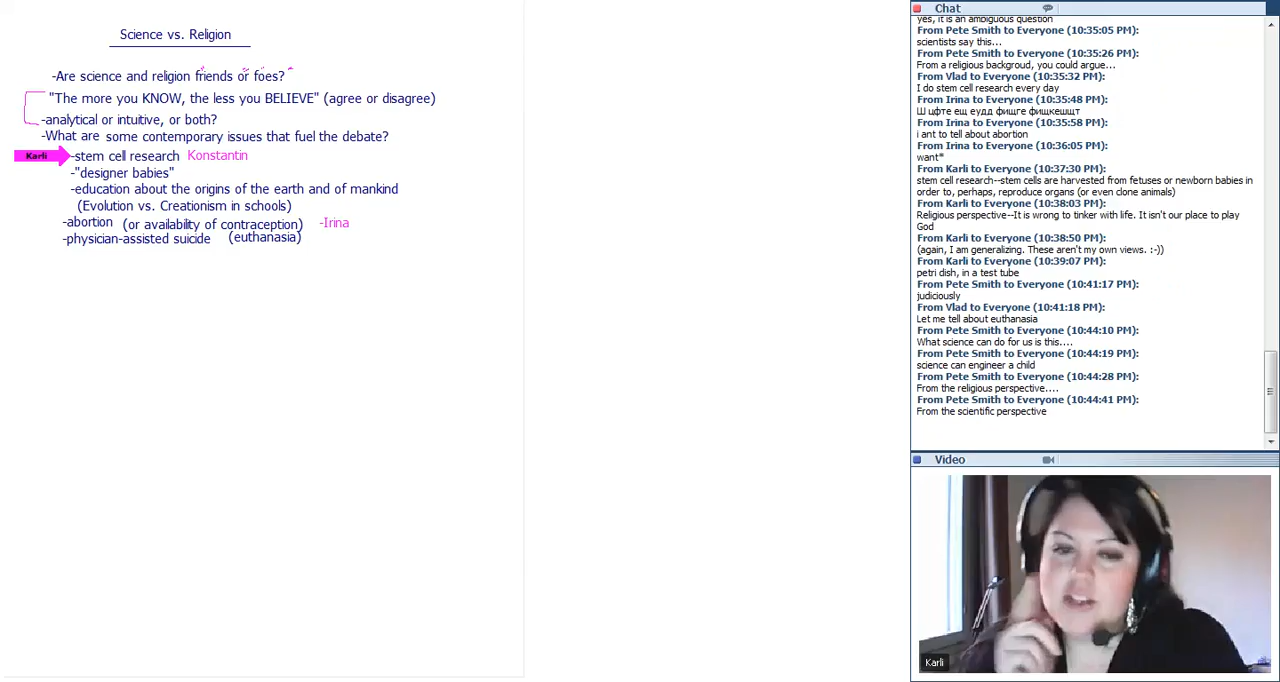 Science vs. Religion
-Are science and religion friends or foes?
"The more you KNOW, the less you BELIEVE" (agree or disagree)
-analytical or intuitive, or both?
-What are some contemporary issues that fuel the debate?
Karli
-stem cell research Konstantin
-"designer babies"
-education about the origins of the earth and of mankind
(Evolution vs. Creationism in schools)
-abortion (or availability of contraception) -Irina
-physician-assisted suicide (euthanasia)
Chat
yes, it is an ambiguous question
From Pete Smith to Everyone (10:35:05 PM):
scientists say this...
From Pete Smith to Everyone (10:35:26 PM):
From a religious backgroud, you could argue...
From Vlad to Everyone (10:35:32 PM):
I do stem cell research every day
From Irina to Everyone (10:35:48 PM):
Ш цфте ещ еудд фищге фищкешщт
From Irina to Everyone (10:35:58 PM):
i ant to tell about abortion
From Irina to Everyone (10:36:05 PM):
want*
From Karli to Everyone (10:37:30 PM):
stem cell research--stem cells are harvested from fetuses or newborn babies in
order to, perhaps, reproduce organs (or even clone animals)
From Karli to Everyone (10:38:03 PM):
Religious perspective--It is wrong to tinker with life. It isn't our place to play
God
From Karli to Everyone (10:38:50 PM):
(again, I am generalizing. These aren't my own views. :-))
From Karli to Everyone (10:39:07 PM):
petri dish, in a test tube
From Pete Smith to Everyone (10:41:17 PM):
judiciously
From Vlad to Everyone (10:41:18 PM):
Let me tell about euthanasia
From Pete Smith to Everyone (10:44:10 PM):
What science can do for us is this....
From Pete Smith to Everyone (10:44:19 PM):
science can engineer a child
From Pete Smith to Everyone (10:44:28 PM):
From the religious perspective....
From Pete Smith to Everyone (10:44:41 PM):
From the scientific perspective
Video
Karli